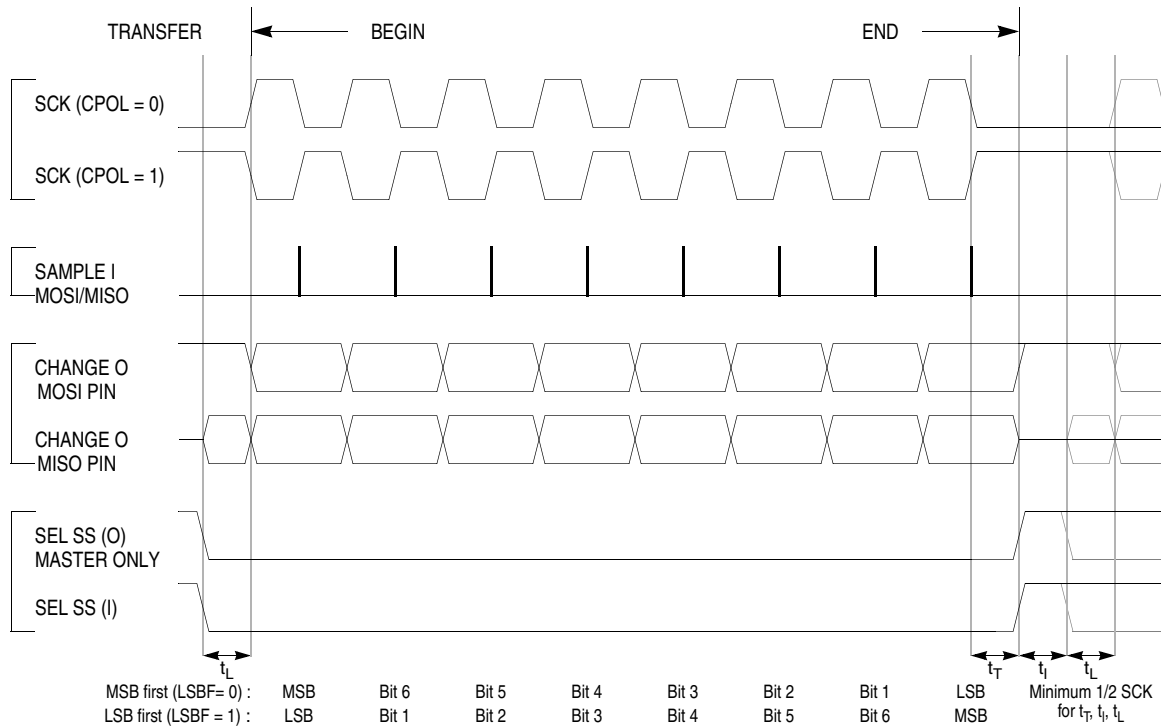 TRANSFER BEGIN END
SCK (CPOL = 0)
SCK (CPOL = 1)
SAMPLE I
MOSI/MISO
CHANGE O
MOSI PIN
CHANGE O
MISO PIN
SEL SS (O)
MASTER ONLY
SEL SS (I)
tL tT tI tL
MSB first (LSBF= 0) : MSB Bit 6 Bit 5 Bit 4 Bit 3 Bit 2 Bit 1 LSB Minimum 1/2 SCK
LSB first (LSBF = 1) : LSB Bit 1 Bit 2 Bit 3 Bit 4 Bit 5 Bit 6 MSB for tT, tl, tL